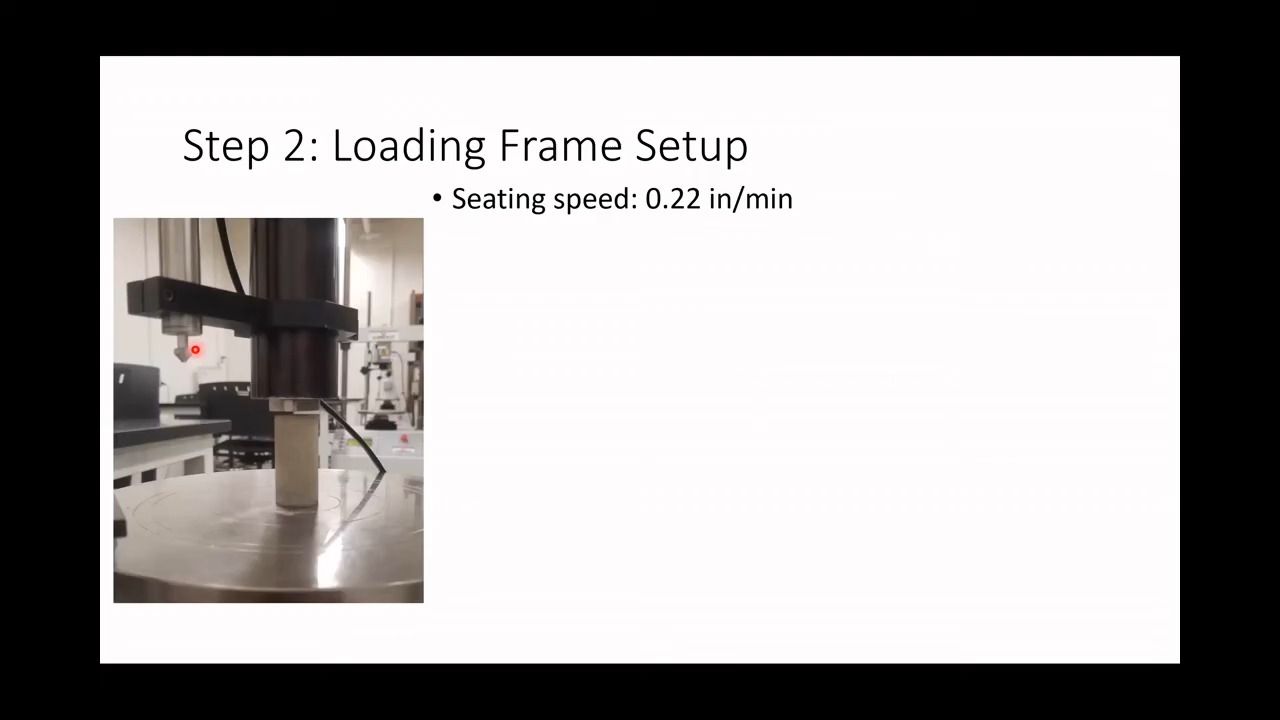 Step 2: Loading Frame Setup
• Seating speed: 0.22 in/min